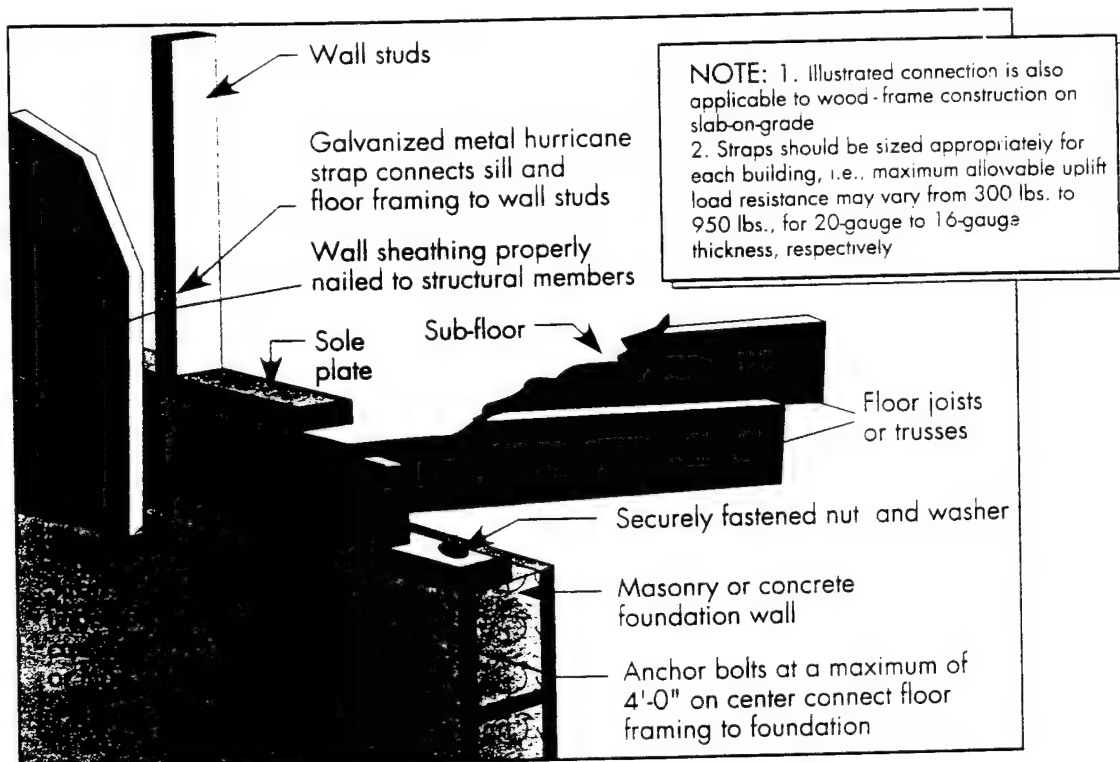 Wall studs
Galvanized metal hurricane
strap connects sill and
floor framing to wall studs
Wall sheathing properly
nailed to structural members
Sole
plate
Sub-floor
NOTE: 1. Illustrated connection is also
applicable to wood-frame construction on
slab-on-grade
2. Straps should be sized appropriately for
each building, i.e., maximum allowable uplift
load resistance may vary from 300 lbs. to
950 lbs., for 20-gauge to 16-gauge
thickness, respectively
Floor joists
or trusses
Securely fastened nut and washer
Masonry or concrete
foundation wall
Anchor bolts at a maximum of
4'-0" on center connect floor
framing to foundation